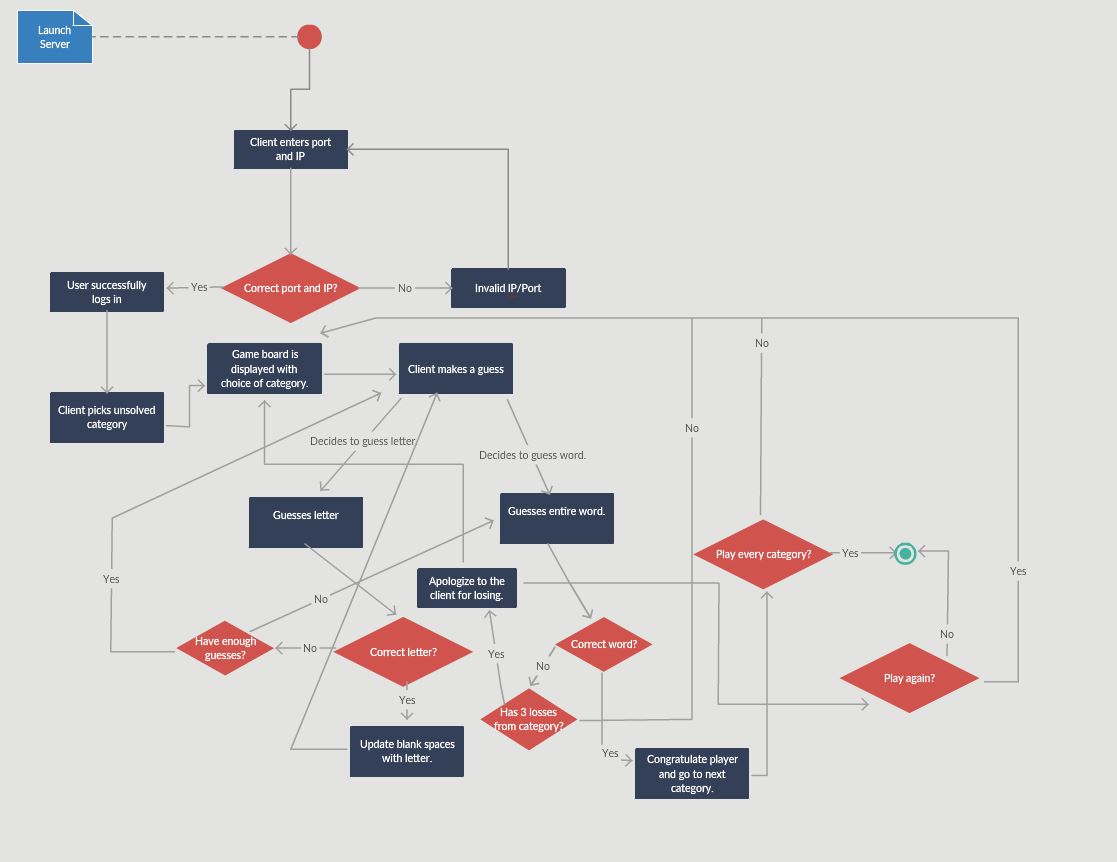 Launch
Server
Client enters port
and IP
User successfully
logs in
Yes
Correct port and IP?
No
Invalid IP/Port
Game board is
displayed with
choice of category.
Client makes a guess
No
Client picks unsolved
category
No
Decides to guess letter
Decides to guess word.
Guesses letter
Guesses entire word.
Play every category?
Yes
Yes
Yes
Apologize to the
client for losing.
No
Have enough
guesses?
No
Correct letter?
Yes
Correct word?
No
No
Play again?
Yes
Has 3 losses
from category?
Update blank spaces
with letter.
Yes
Congratulate player
and go to next
category.